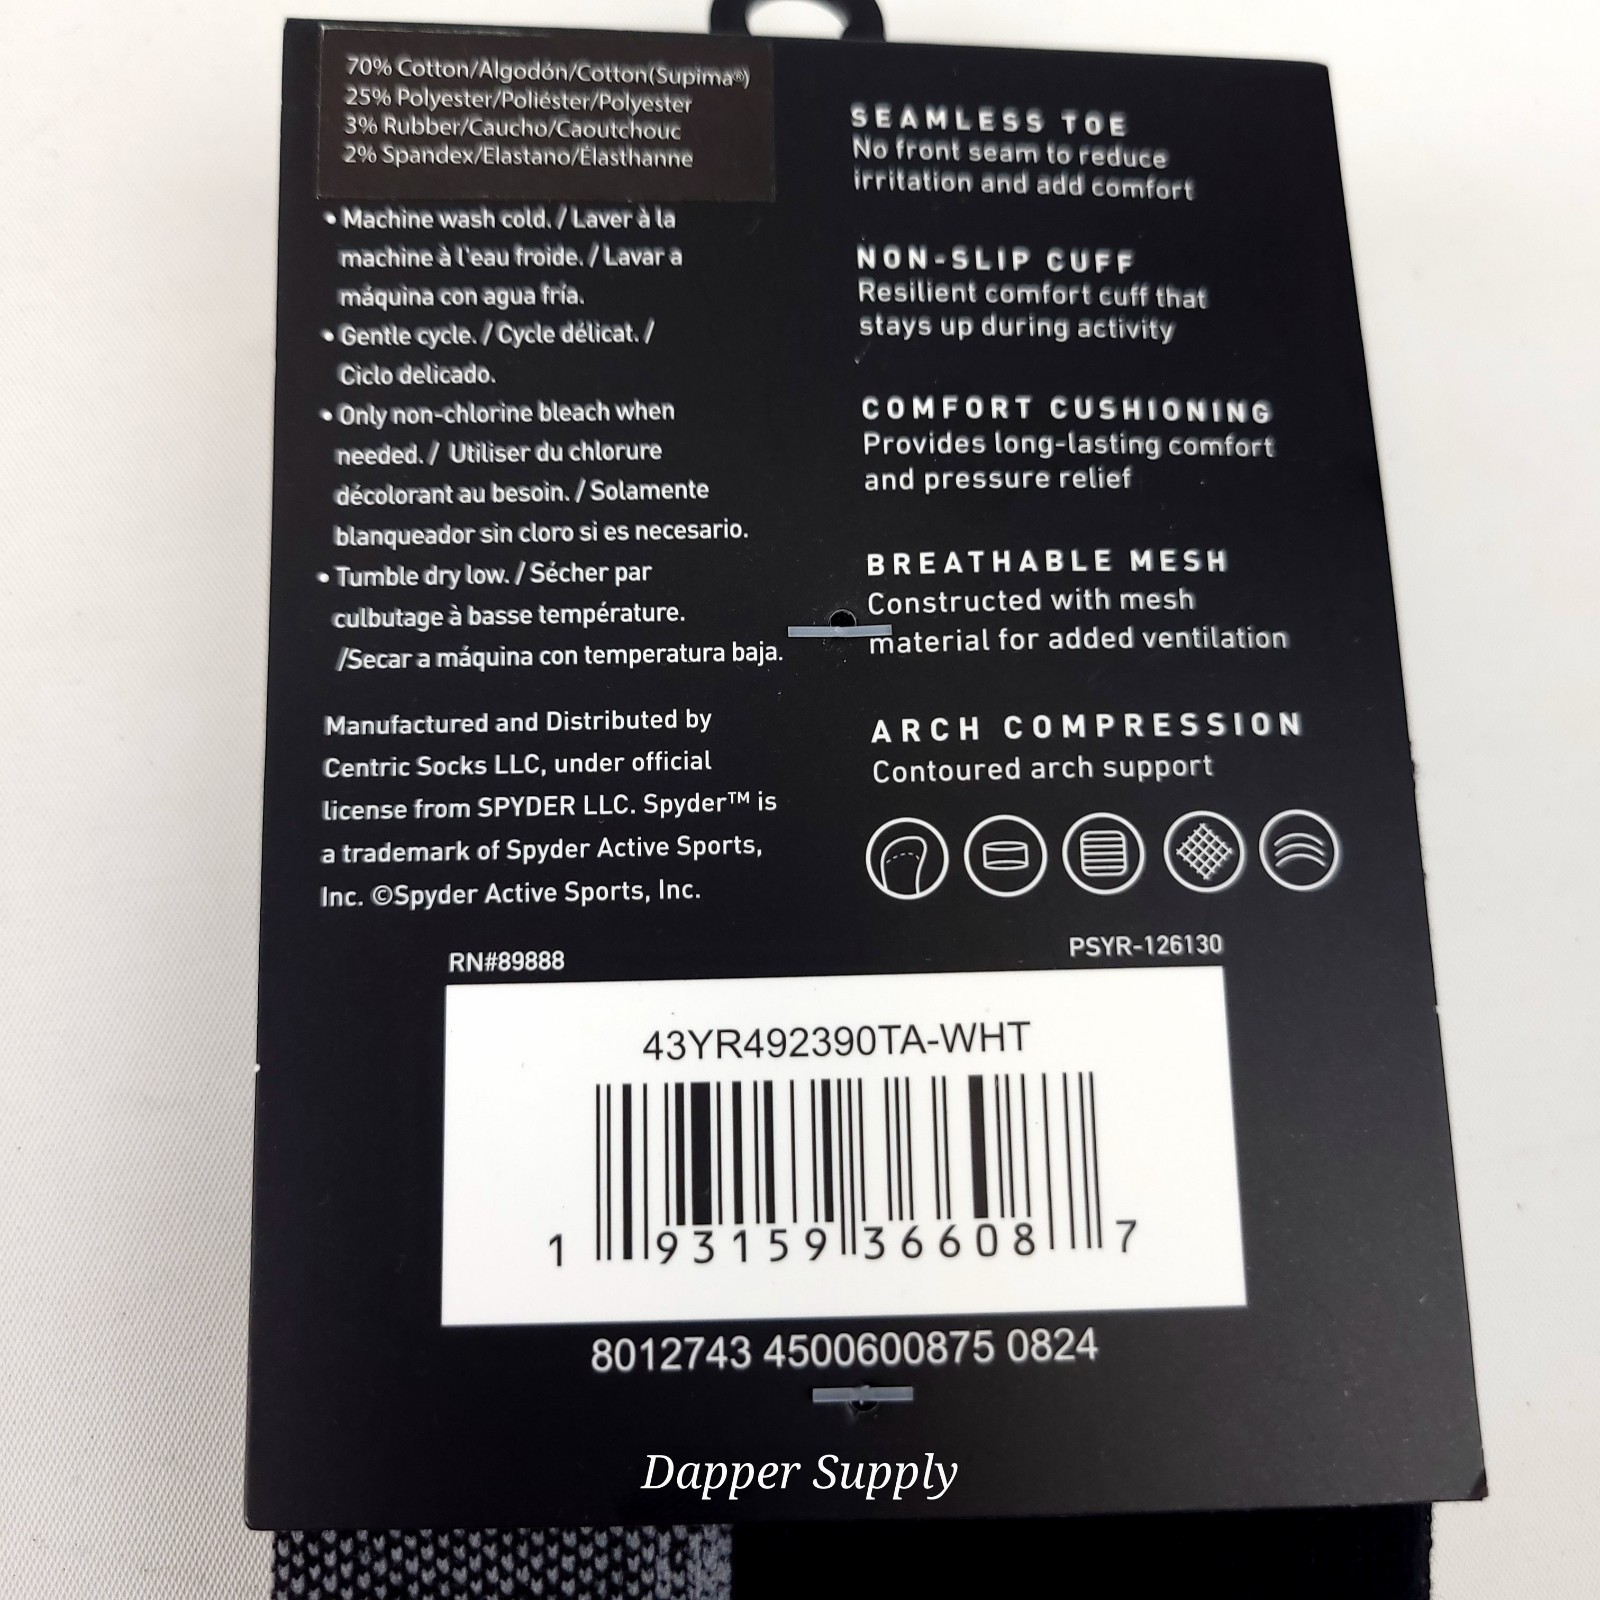 70% Cotton/Algodón/Cotton(Supima®)
25% Polyester/Poliéster/Polyester
3% Rubber/Caucho/Caoutchouc
2% Spandex/Elastano/Élasthanne
• Machine wash cold. / Laver à la
machine à l'eau froide. / Lavar a
máquina con agua fría.
• Gentle cycle. / Cycle délicat. /
Ciclo delicado.
• Only non-chlorine bleach when
needed. / Utiliser du chlorure
décolorant au besoin. / Solamente
blanqueador sin cloro si es necesario.
• Tumble dry low. / Sécher par
culbutage à basse température.
/Secar a máquina con temperatura baja.
Manufactured and Distributed by
Centric Socks LLC, under official
license from SPYDER LLC. Spyder™ is
a trademark of Spyder Active Sports,
Inc. ©Spyder Active Sports, Inc.
SEAMLESS TOE
No front seam to reduce
irritation and add comfort
NON-SLIP CUFF
Resilient comfort cuff that
stays up during activity
COMFORT CUSHIONING
Provides long-lasting comfort
and pressure relief
BREATHABLE MESH
Constructed with mesh
material for added ventilation
ARCH COMPRESSION
Contoured arch support
RN#89888
PSYR-126130
43YR492390TA-WHT
1 93159 36608 7
8012743 4500600875 0824
Dapper Supply